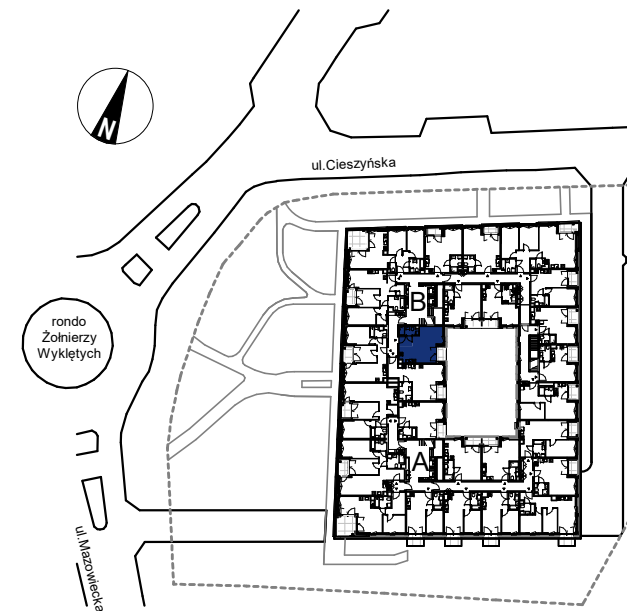 N
ul.Cieszyńska
B
rondo
Żołnierzy
Wyklętych
A
ul.Mazowiecka